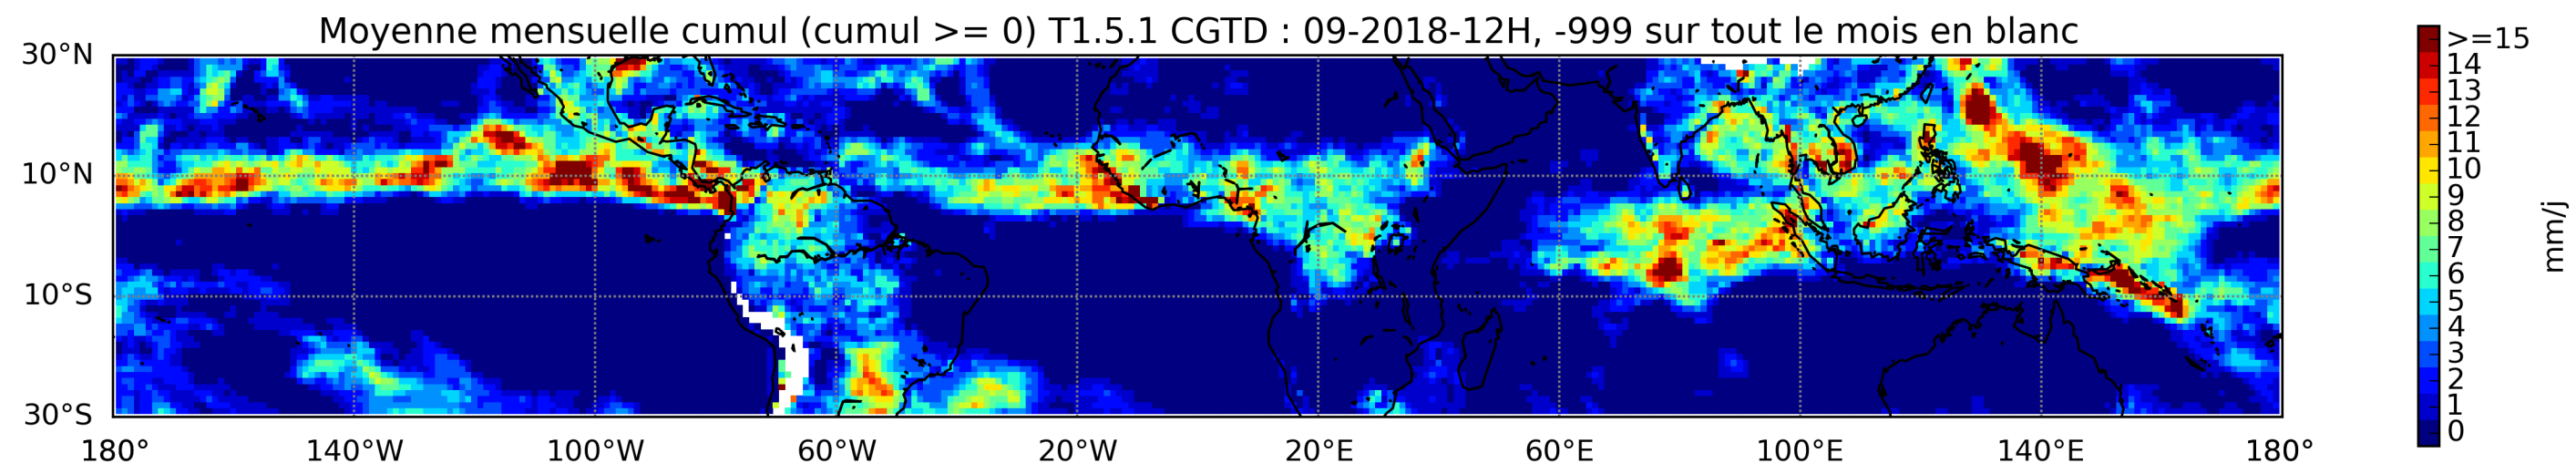 Moyenne mensuelle cumul (cumul >= 0) T1.5.1 CGTD : 09-2018-12H, -999 sur tout le mois en blanc
30°N
10°N
10°S
30°S
180° 140°W 100°W 60°W 20°W 20°E 60°E 100°E 140°E 180°
>=15
14
13
12
11
10
9
8
7
6
5
4
3
2
1
0
mm/j